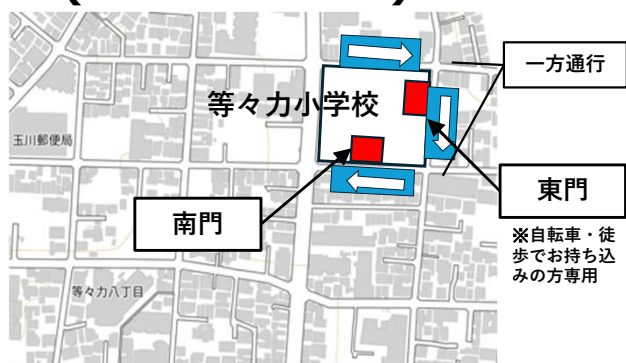 一方通行
等々力小学校
玉川郵便局
東門
南門
※自転車・徒
歩でお持ち込
みの方専用
等々力八丁目